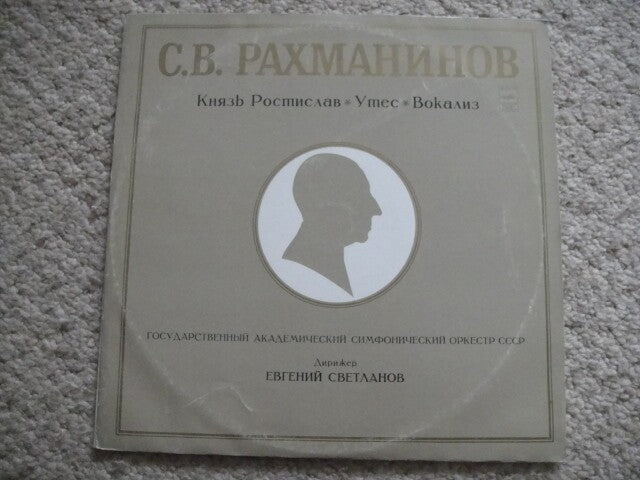 С.В. РАХМАНИНОВ
Князь Ростислав * Утес * Вокализ
ГОСУДАРСТВЕННЫЙ АКАДЕМИЧЕСКИЙ СИМФОНИЧЕСКИЙ ОРКЕСТР СССР
Дирижер
ЕВГЕНИЙ СВЕТЛАНОВ